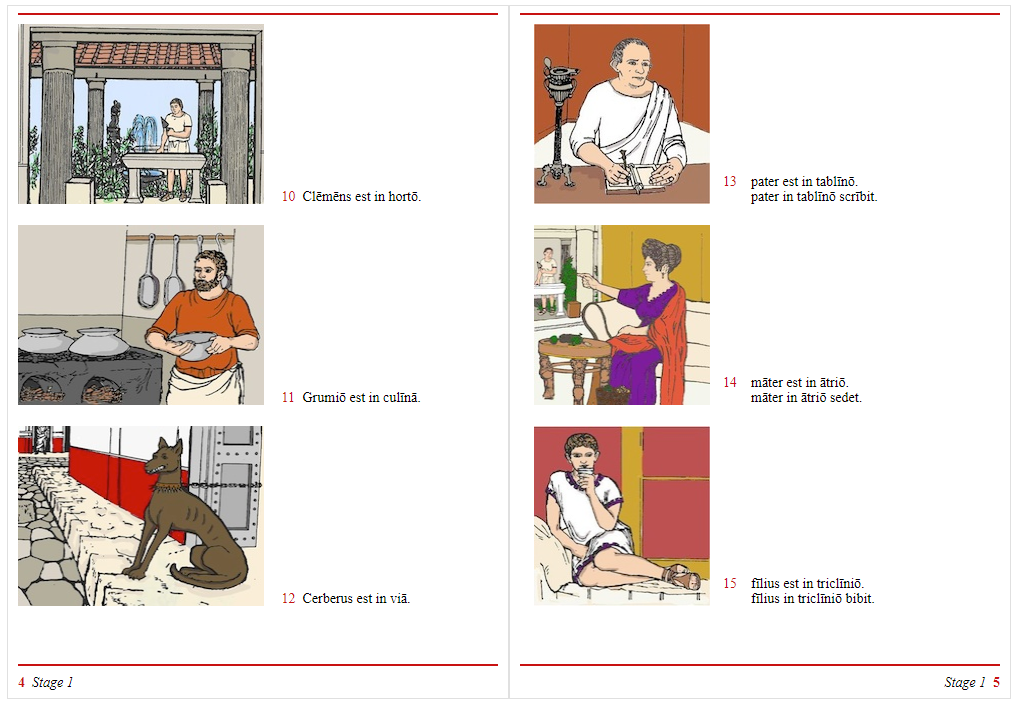 10 Clēmēns est in hortō.
11 Grumiō est in culīnā.
12 Cerberus est in viā.
4 Stage 1
13 pater est in tablīnō.
pater in tablīnō scrībit.
14 māter est in ātriō.
māter in ātriō sedet.
15 fīlius est in triclīniō.
fīlius in triclīniō bibit.
Stage 1 5